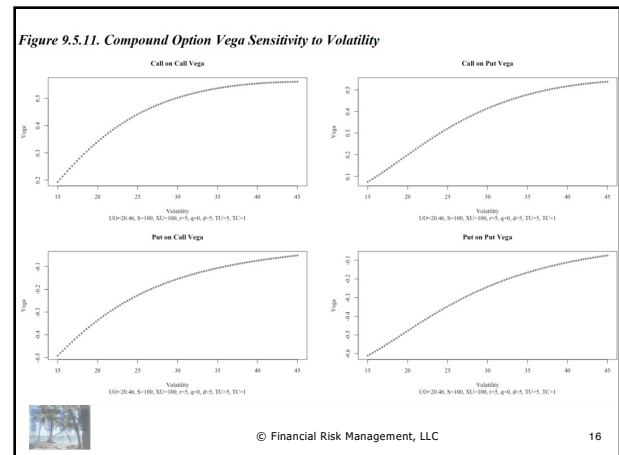 Figure 9.5.11. Compound Option Vega Sensitivity to Volatility
Call on Call Vega
Vega
0.2 0.3 0.4 0.5
15 20 25 30 35 40 45
Volatility
UO=20.46, S=100, XU=100, r=5, q=0, d=5, TU=5, TC=1
Call on Put Vega
Vega
0.1 0.2 0.3 0.4 0.5
15 20 25 30 35 40 45
Volatility
UO=20.46, S=100, XU=100, r=5, q=0, d=5, TU=5, TC=1
Put on Call Vega
Vega
-0.5 -0.4 -0.3 -0.2 -0.1
15 20 25 30 35 40 45
Volatility
UO=20.46, S=100, XU=100, r=5, q=0, d=5, TU=5, TC=1
Put on Put Vega
Vega
-0.6 -0.5 -0.4 -0.3 -0.2 -0.1
15 20 25 30 35 40 45
Volatility
UO=20.46, S=100, XU=100, r=5, q=0, d=5, TU=5, TC=1
© Financial Risk Management, LLC
16